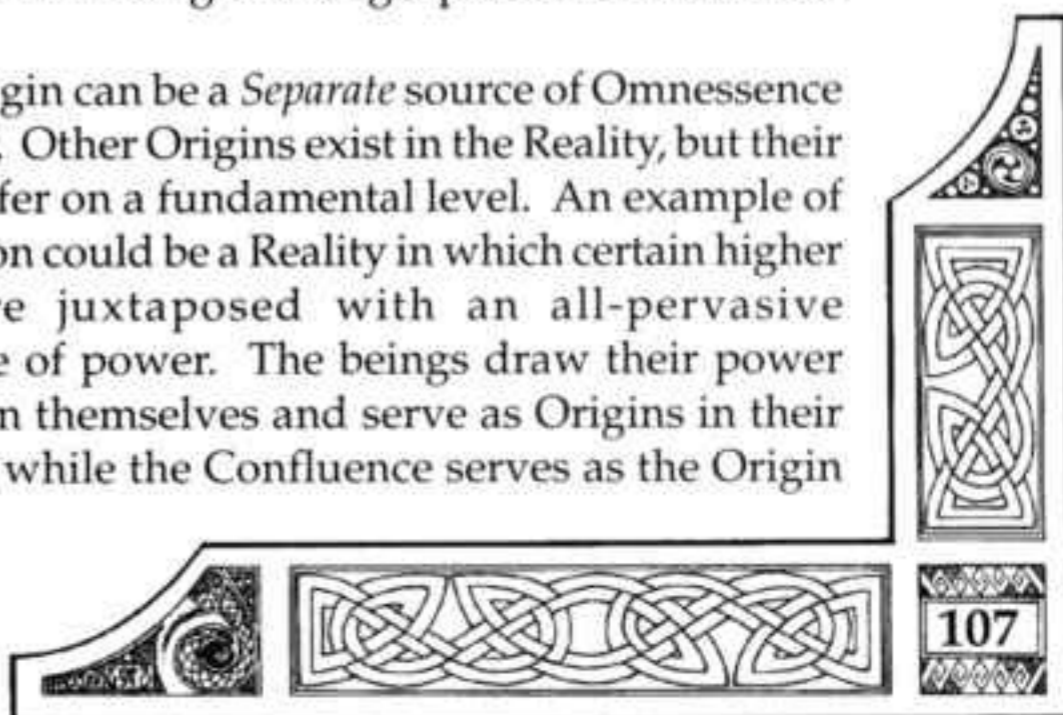 gin can be a Separate source of Omnessence
. Other Origins exist in the Reality, but their
fer on a fundamental level. An example of
on could be a Reality in which certain higher
re juxtaposed with an all-pervasive
e of power. The beings draw their power
n themselves and serve as Origins in their
while the Confluence serves as the Origin
107